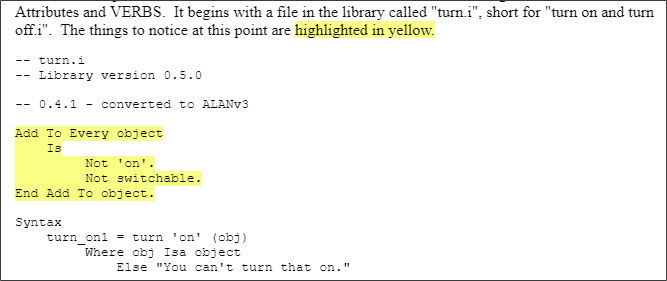 Attributes and VERBS.  It begins with a file in the library called "turn.i", short for "turn on and turn
off.i".  The things to notice at this point are highlighted in yellow.
-- turn.i
-- Library version 0.5.0
-- 0.4.1 - converted to ALANv3
Add To Every object
    Is
        Not 'on'.
        Not switchable.
End Add To object.
Syntax
    turn_on1 = turn 'on' (obj)
        Where obj Isa object
            Else "You can't turn that on."